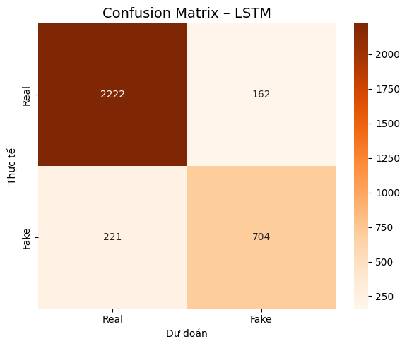 Confusion Matrix – LSTM
Real
2222
162
2000
1750
1500
1250
1000
750
500
250
Thực tế
Fake
221
704
Real
Fake
Dự đoán